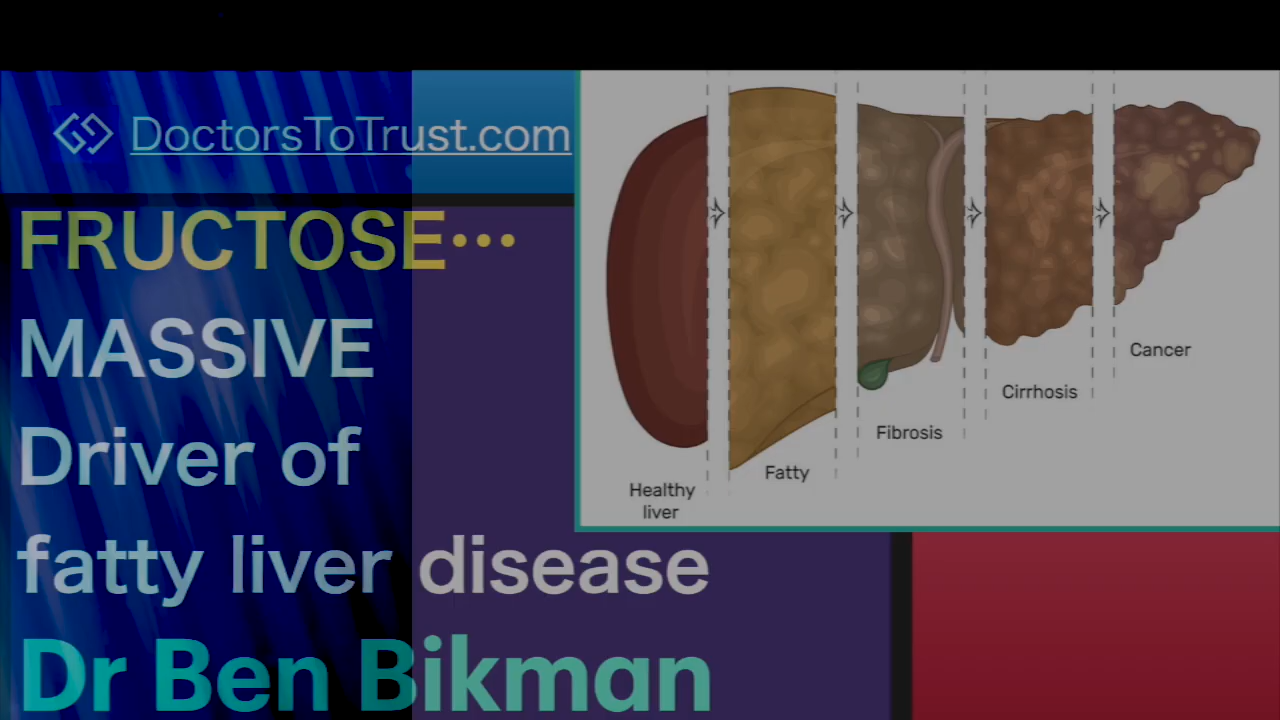 DoctorsToTrust.com
FRUCTOSE...
MASSIVE
Driver of
fatty liver disease
Dr Ben Bikman
Healthy
liver
Fatty
Fibrosis
Cirrhosis
Cancer